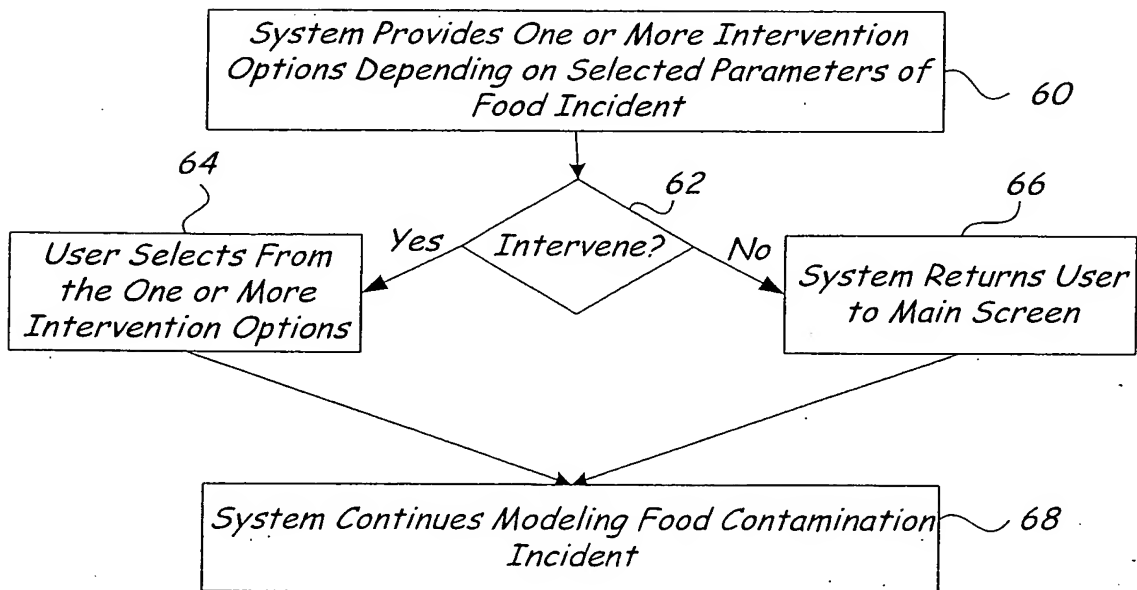 System Provides One or More Intervention
Options Depending on Selected Parameters of
Food Incident
60
64
62
66
Yes
Intervene?
No
User Selects From
the One or More
Intervention Options
System Returns User
to Main Screen
System Continues Modeling Food Contamination
Incident
68